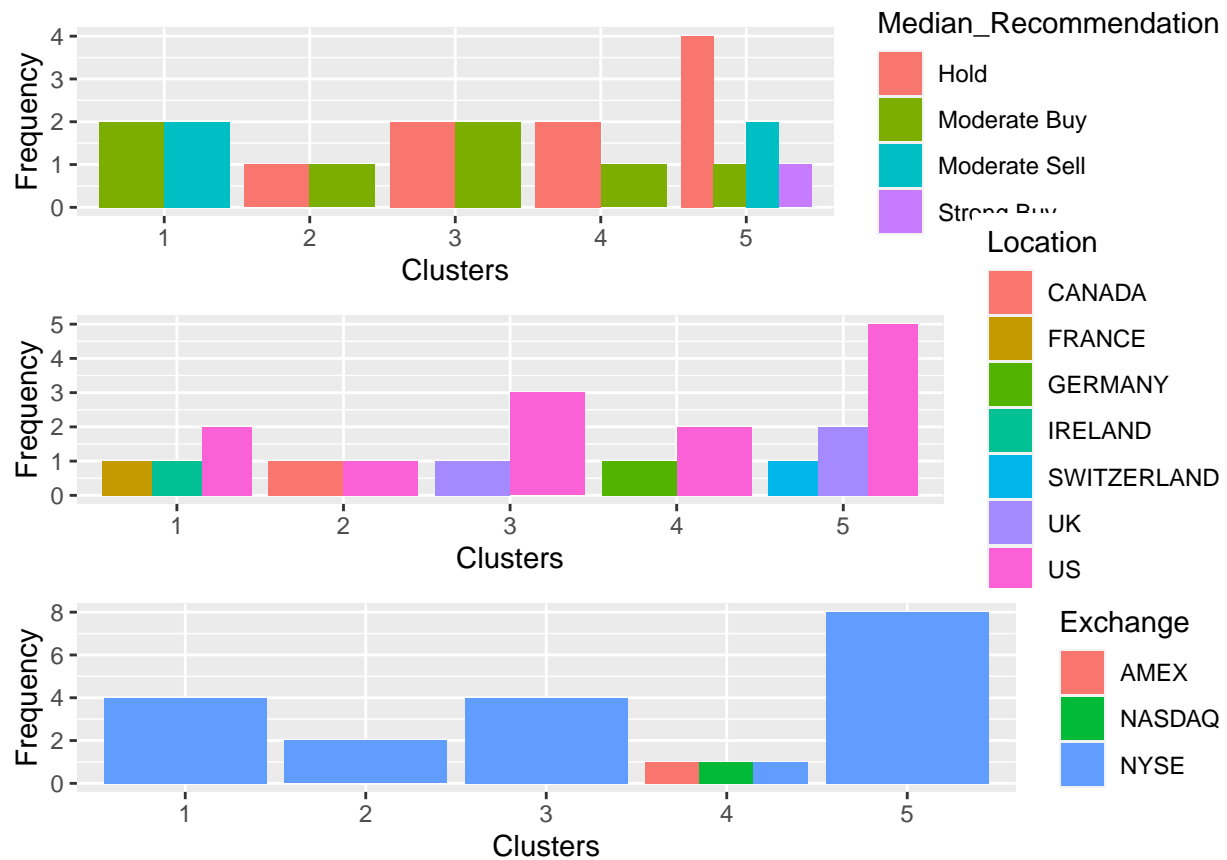 Median_Recommendation
Hold
Moderate Buy
Moderate Sell
Strong Buy
Frequency
4
3
2
1
0
1 2 3 4 5
Clusters
Location
CANADA
FRANCE
GERMANY
IRELAND
SWITZERLAND
UK
US
Frequency
5
4
3
2
1
0
1 2 3 4 5
Clusters
Exchange
AMEX
NASDAQ
NYSE
Frequency
8
6
4
2
0
1 2 3 4 5
Clusters